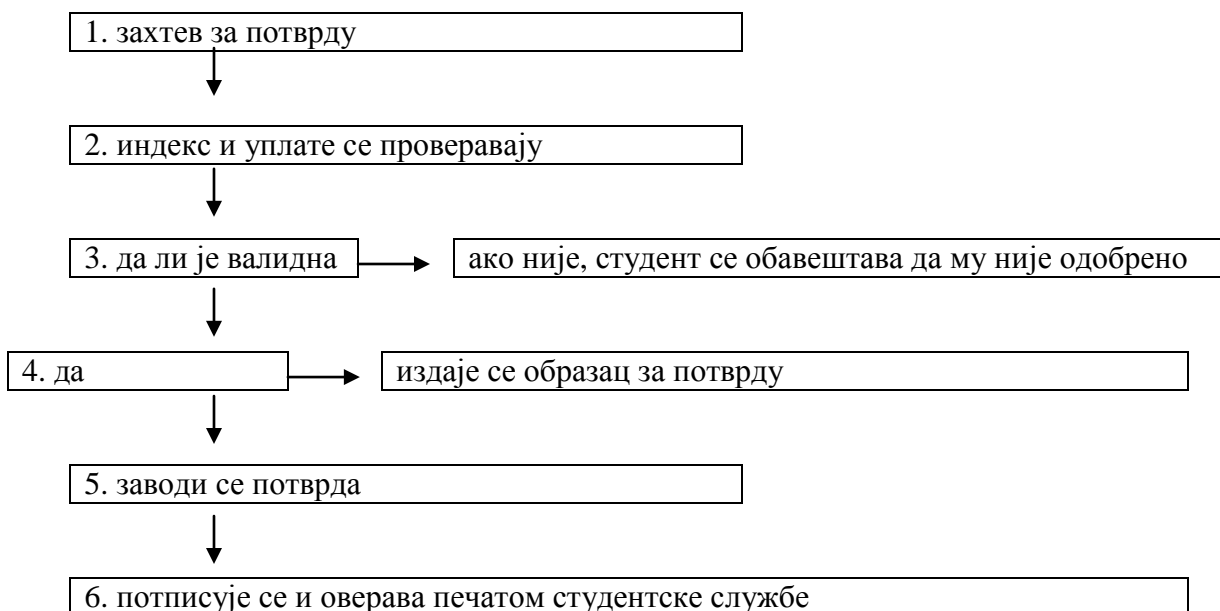 1. захтев за потврду
2. индекс и уплате се проверавају
3. да ли је валидна
ако није, студент се обавештава да му није одобрено
4. да
издаје се образац за потврду
5. заводи се потврда
6. потписује се и оверава печатом студентске службе